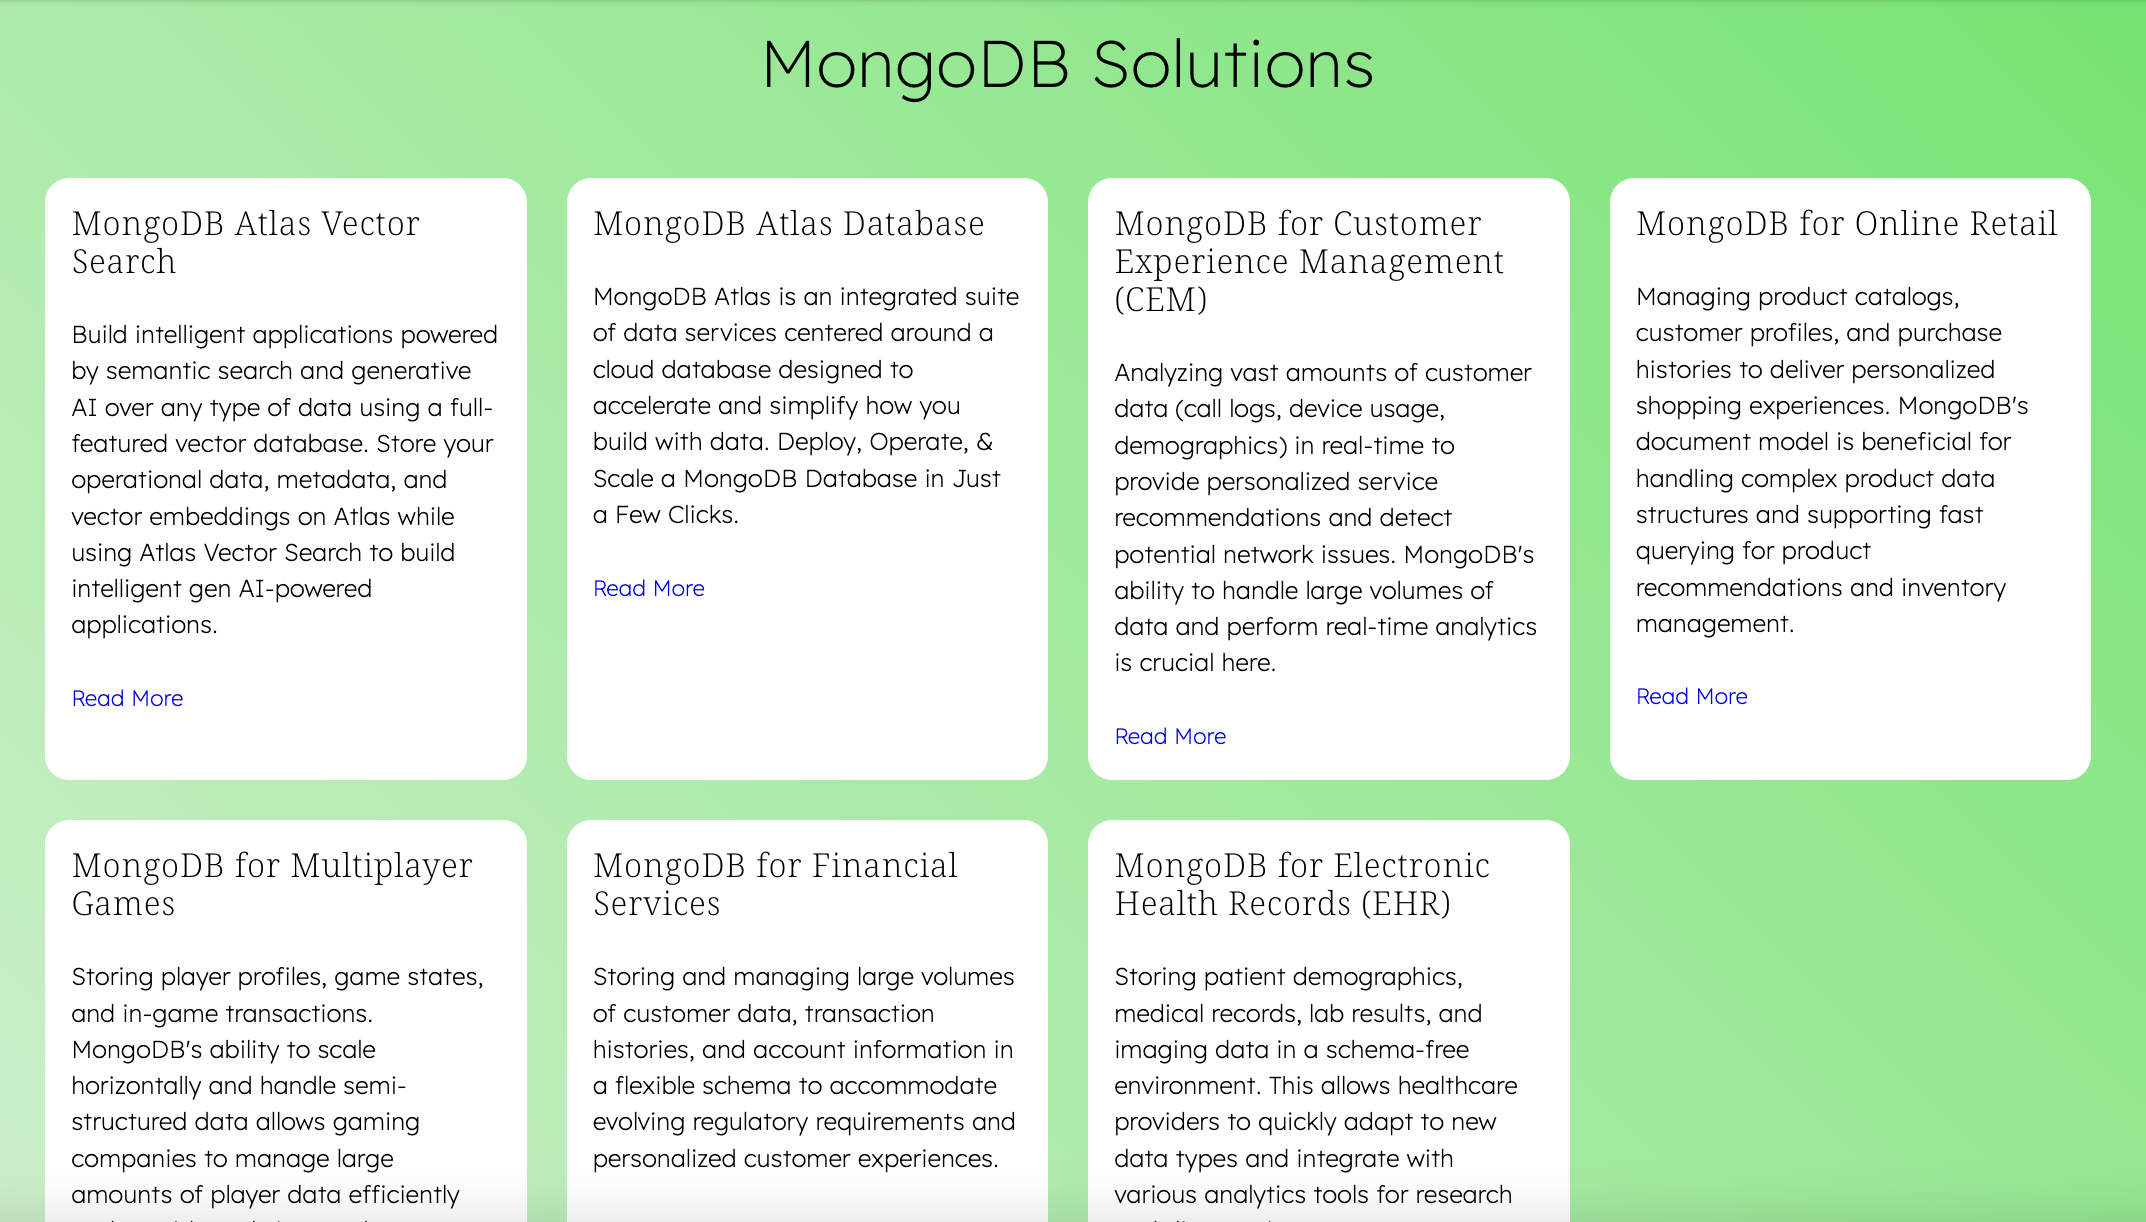 MongoDB Solutions
MongoDB Atlas Vector
Search
Build intelligent applications powered
by semantic search and generative
AI over any type of data using a full-
featured vector database. Store your
operational data, metadata, and
vector embeddings on Atlas while
using Atlas Vector Search to build
intelligent gen AI-powered
applications.
Read More
MongoDB Atlas Database
MongoDB Atlas is an integrated suite
of data services centered around a
cloud database designed to
accelerate and simplify how you
build with data. Deploy, Operate, &
Scale a MongoDB Database in Just
a Few Clicks.
Read More
MongoDB for Customer
Experience Management
(CEM)
Analyzing vast amounts of customer
data (call logs, device usage,
demographics) in real-time to
provide personalized service
recommendations and detect
potential network issues. MongoDB's
ability to handle large volumes of
data and perform real-time analytics
is crucial here.
Read More
MongoDB for Online Retail
Managing product catalogs,
customer profiles, and purchase
histories to deliver personalized
shopping experiences. MongoDB's
document model is beneficial for
handling complex product data
structures and supporting fast
querying for product
recommendations and inventory
management.
Read More
MongoDB for Multiplayer
Games
Storing player profiles, game states,
and in-game transactions.
MongoDB's ability to scale
horizontally and handle semi-
structured data allows gaming
companies to manage large
amounts of player data efficiently
MongoDB for Financial
Services
Storing and managing large volumes
of customer data, transaction
histories, and account information in
a flexible schema to accommodate
evolving regulatory requirements and
personalized customer experiences.
MongoDB for Electronic
Health Records (EHR)
Storing patient demographics,
medical records, lab results, and
imaging data in a schema-free
environment. This allows healthcare
providers to quickly adapt to new
data types and integrate with
various analytics tools for research